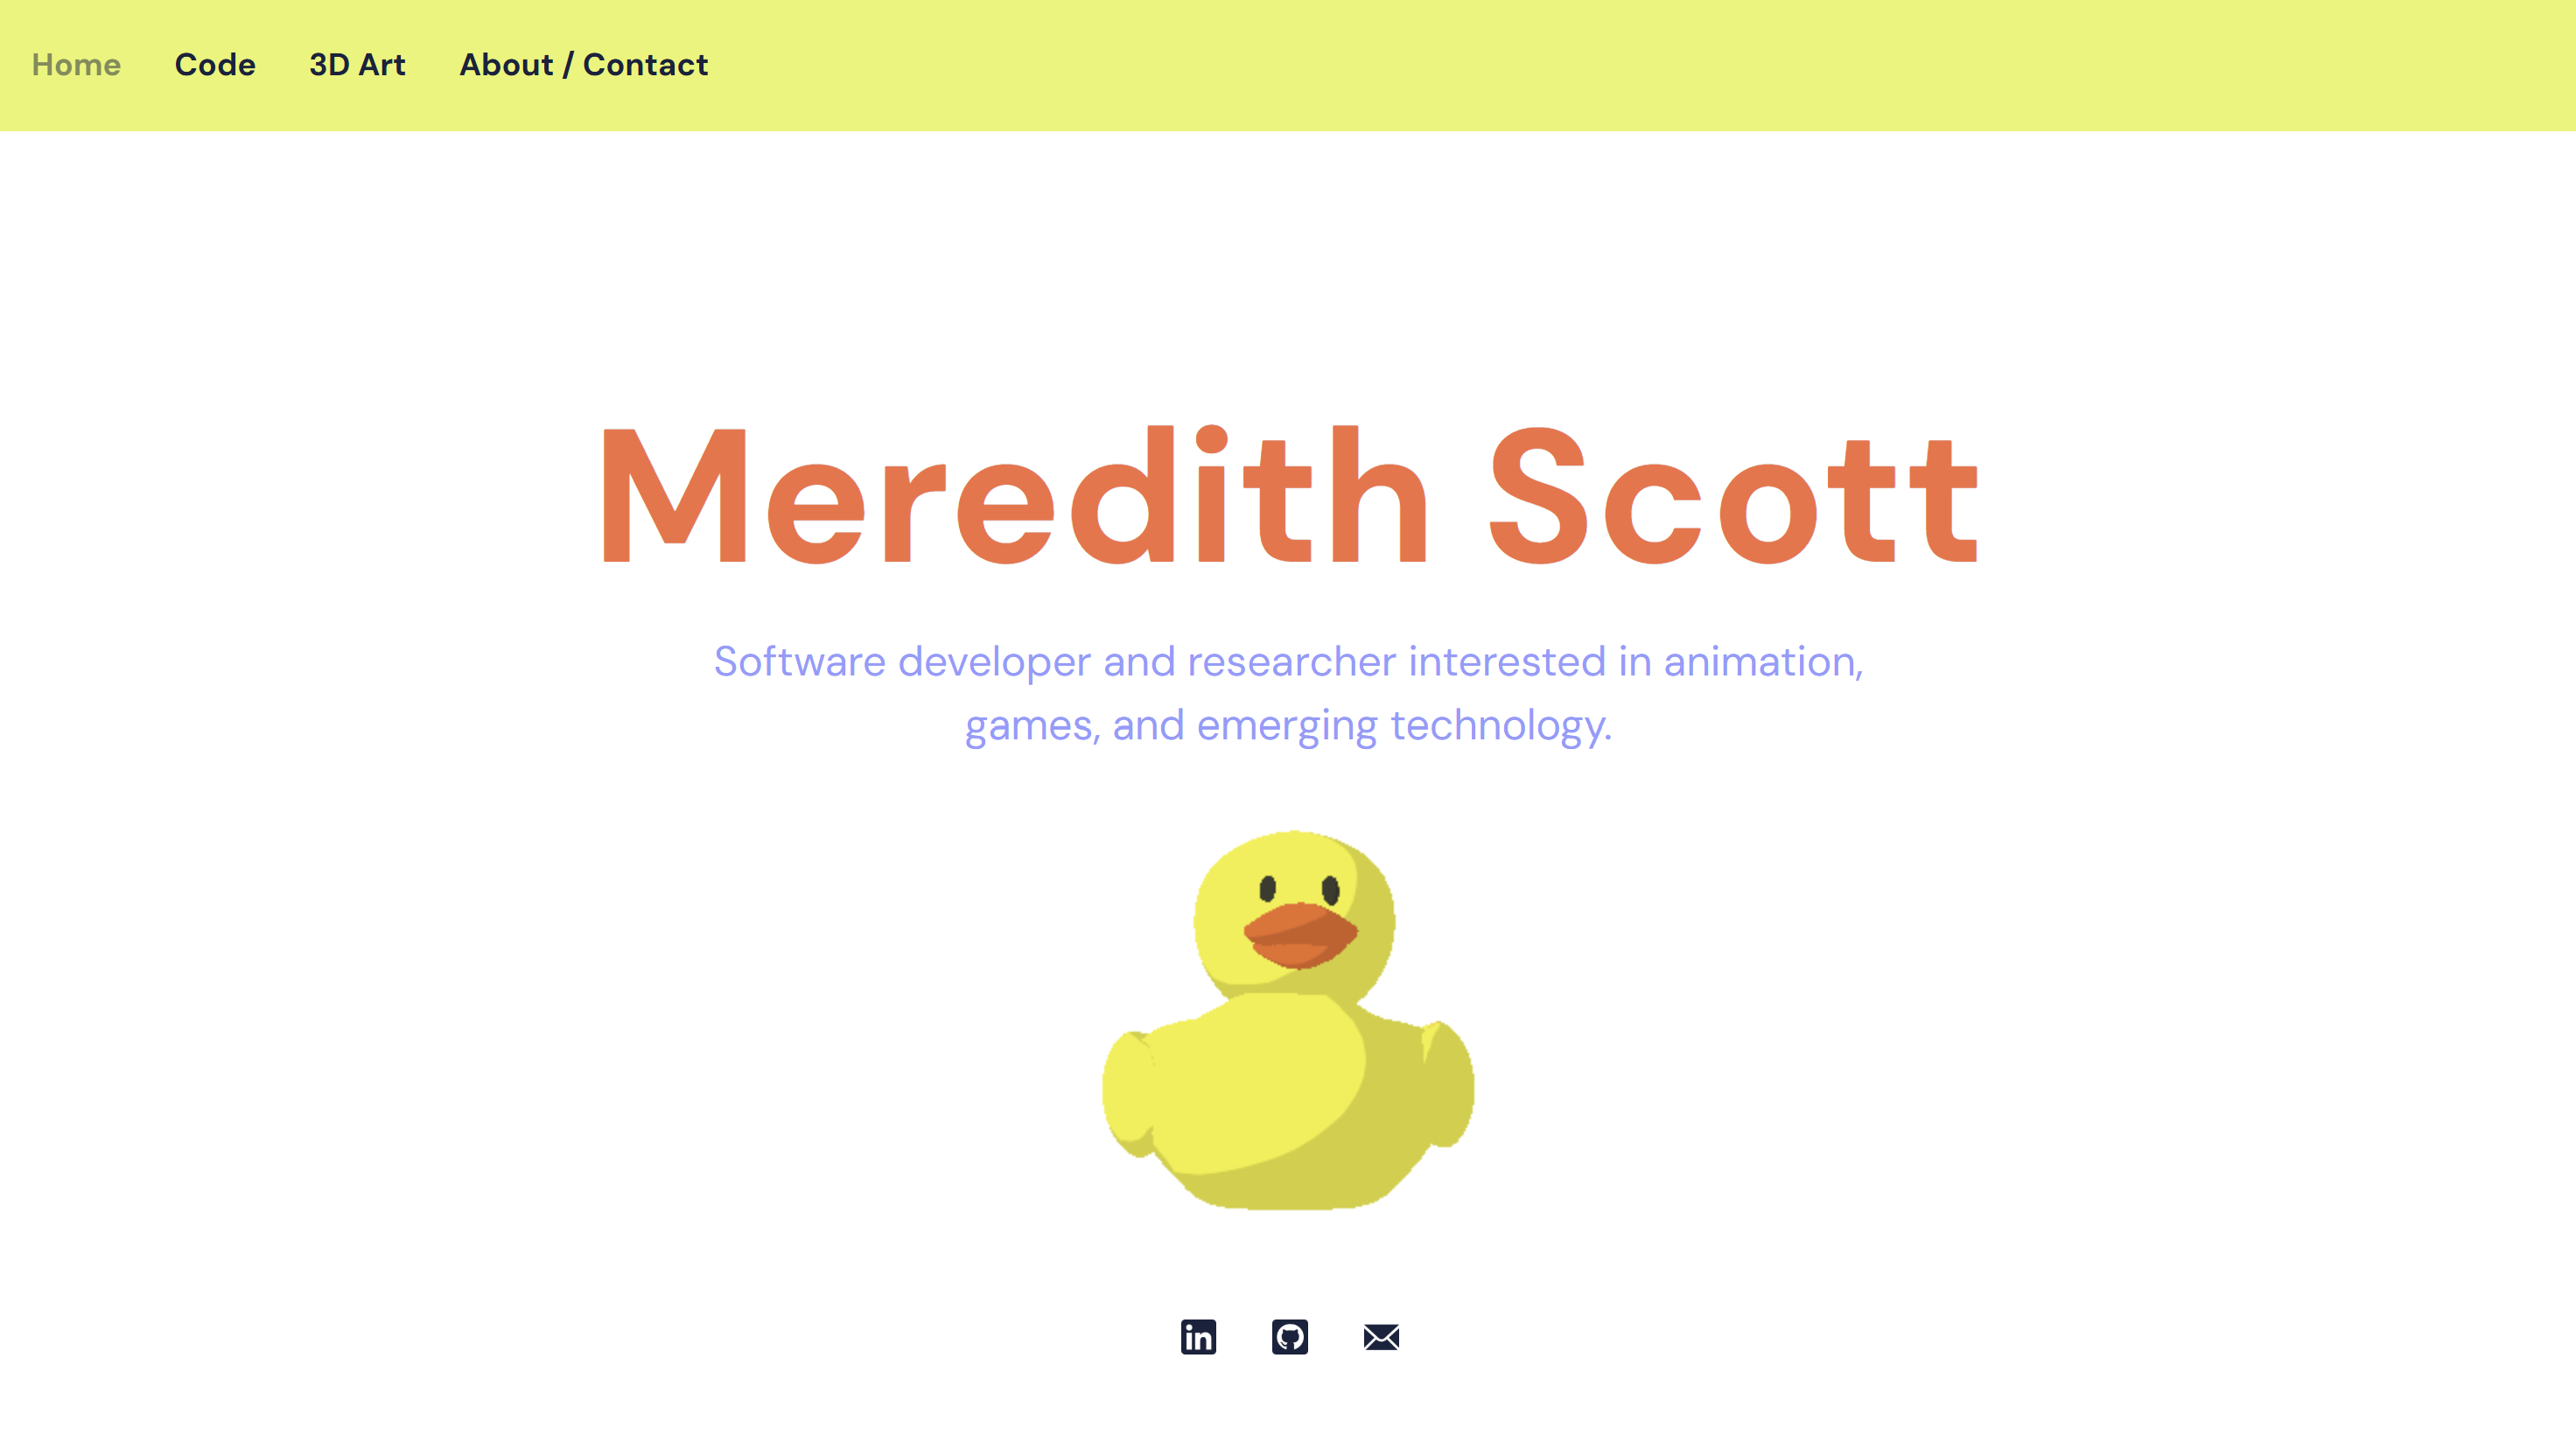 Home Code 3D Art About / Contact
Meredith Scott
Software developer and researcher interested in animation,
games, and emerging technology.
in